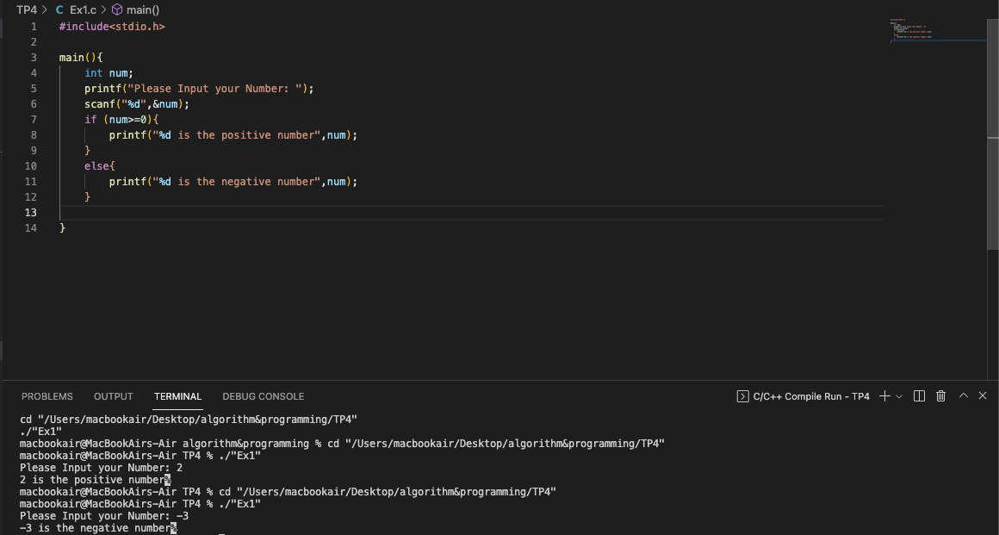 TP4 > C Ex1.c > main()
1 #include<stdio.h>
2
3 main(){
4 int num;
5 printf("Please Input your Number: ");
6 scanf("%d",&num);
7 if (num>=0){
8 printf("%d is the positive number",num);
9 }
10 else{
11 printf("%d is the negative number",num);
12 }
13
14 }
PROBLEMS OUTPUT TERMINAL DEBUG CONSOLE C/C++ Compile Run - TP4
cd "/Users/macbookair/Desktop/algorithm&programming/TP4"
./"Ex1"
macbookair@MacBookAirs-Air algorithm&programming % cd "/Users/macbookair/Desktop/algorithm&programming/TP4"
macbookair@MacBookAirs-Air TP4 % ./"Ex1"
Please Input your Number: 2
2 is the positive number%
macbookair@MacBookAirs-Air TP4 % cd "/Users/macbookair/Desktop/algorithm&programming/TP4"
macbookair@MacBookAirs-Air TP4 % ./"Ex1"
Please Input your Number: -3
-3 is the negative number%